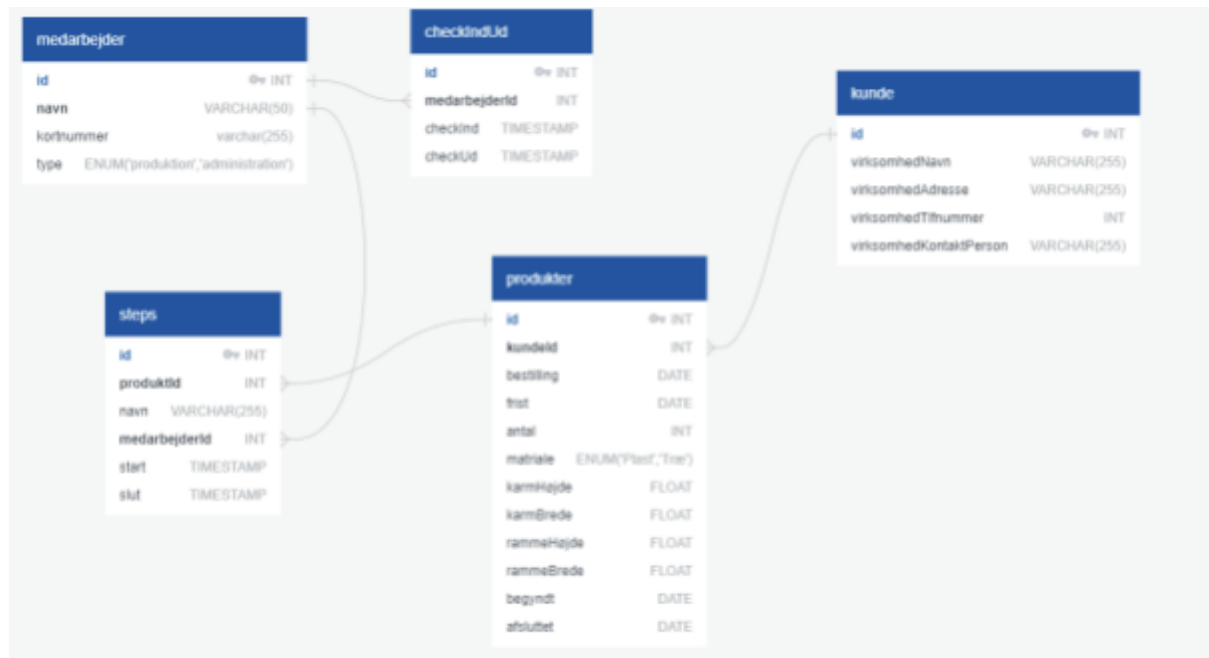 medarbejder
id INT
navn VARCHAR(50)
kortnummer varchar(255)
type ENUM('produktion','administration')
checkIndUd
id INT
medarbejderId INT
checkInd TIMESTAMP
checkUd TIMESTAMP
kunde
id INT
virksomhedNavn VARCHAR(255)
virksomhedAdresse VARCHAR(255)
virksomhedTlfnummer INT
virksomhedKontaktPerson VARCHAR(255)
steps
id INT
produktId INT
navn VARCHAR(255)
medarbejderId INT
start TIMESTAMP
slut TIMESTAMP
produkter
id INT
kundeId INT
bestilling DATE
frist DATE
antal INT
matriale ENUM('Plast','Træ')
karmHøjde FLOAT
karmBrede FLOAT
rammeHøjde FLOAT
rammeBrede FLOAT
begyndt DATE
afsluttet DATE